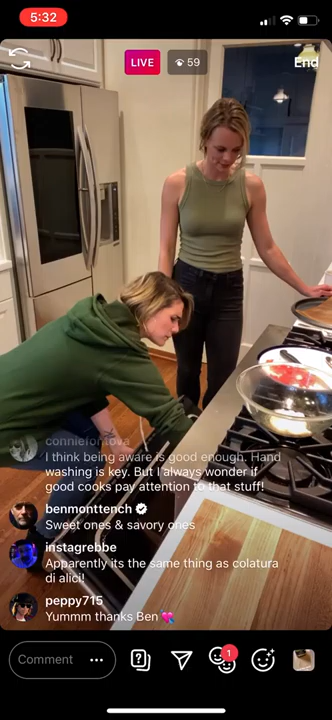 5:32
LIVE
59
End
conniefontova
I think being aware is good enough. Hand
washing is key. But I always wonder if
good cooks pay attention to that stuff!
benmonttench
Sweet ones & savory ones
instagrebbe
Apparently its the same thing as colatura
di alici!
peppy715
Yummm thanks Ben💘
Comment
1